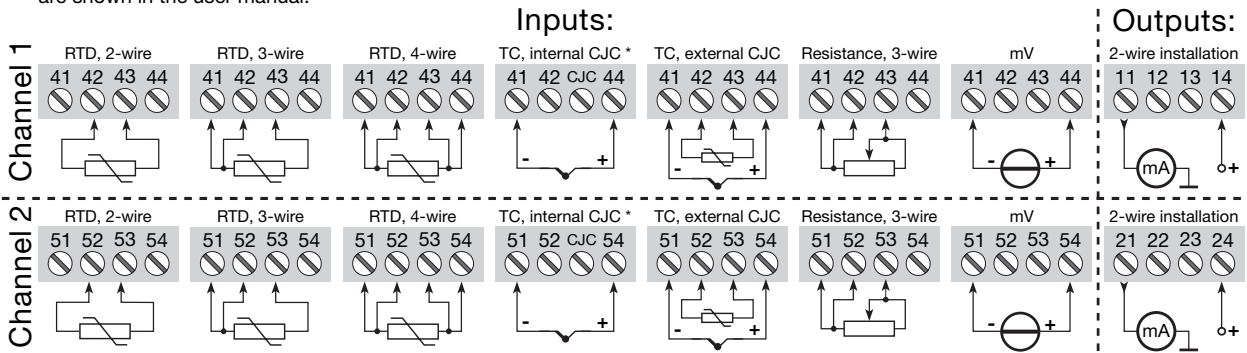 are shown in the user manual.
Inputs:
Outputs:
Channel 1
RTD, 2-wire
RTD, 3-wire
RTD, 4-wire
TC, internal CJC *
TC, external CJC
Resistance, 3-wire
mV
2-wire installation
41 42 43 44
41 42 43 44
41 42 43 44
41 42 CJC 44
41 42 43 44
41 42 43 44
41 42 43 44
11 12 13 14
- +
- +
- +
mA
+
Channel 2
RTD, 2-wire
RTD, 3-wire
RTD, 4-wire
TC, internal CJC *
TC, external CJC
Resistance, 3-wire
mV
2-wire installation
51 52 53 54
51 52 53 54
51 52 53 54
51 52 CJC 54
51 52 53 54
51 52 53 54
51 52 53 54
21 22 23 24
- +
- +
- +
mA
+